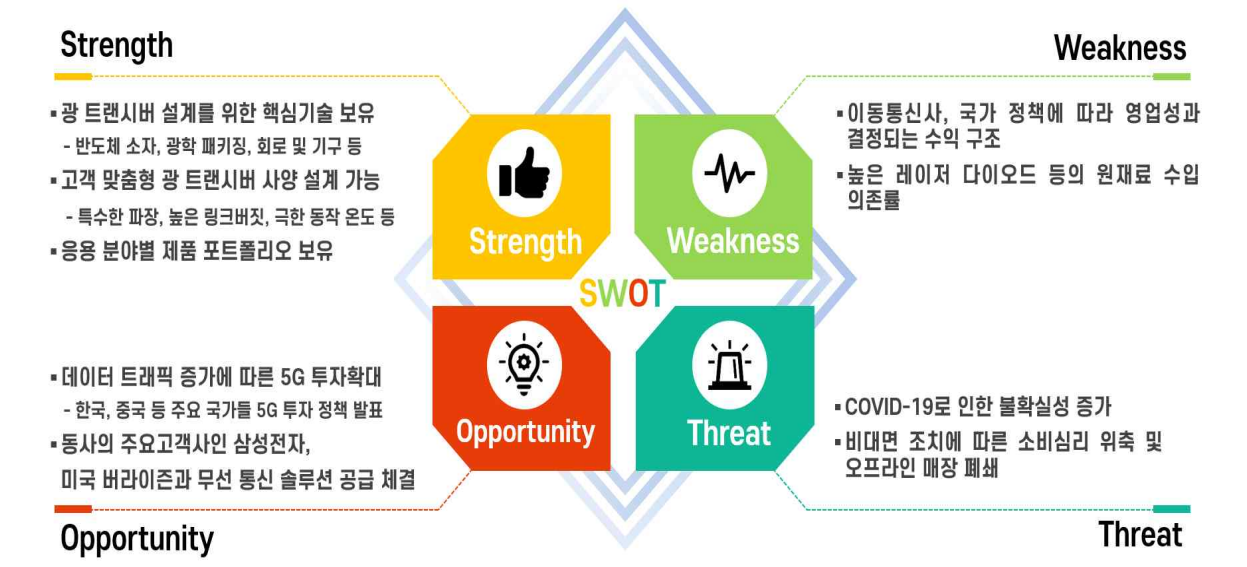 Strength
▪광 트랜시버 설계를 위한 핵심기술 보유
- 반도체 소자, 광학 패키징, 회로 및 기구 등
▪고객 맞춤형 광 트랜시버 사양 설계 가능
- 특수한 파장, 높은 링크버짓, 극한 동작 온도 등
▪응용 분야별 제품 포트폴리오 보유
Weakness
▪이동통신사, 국가 정책에 따라 영업성과
결정되는 수익 구조
▪높은 레이저 다이오드 등의 원재료 수입
의존률
Strength
Weakness
SWOT
Opportunity
Threat
▪데이터 트래픽 증가에 따른 5G 투자확대
- 한국, 중국 등 주요 국가들 5G 투자 정책 발표
▪동사의 주요고객사인 삼성전자,
미국 버라이즌과 무선 통신 솔루션 공급 체결
Opportunity
▪COVID-19로 인한 불확실성 증가
▪비대면 조치에 따른 소비심리 위축 및
오프라인 매장 폐쇄
Threat